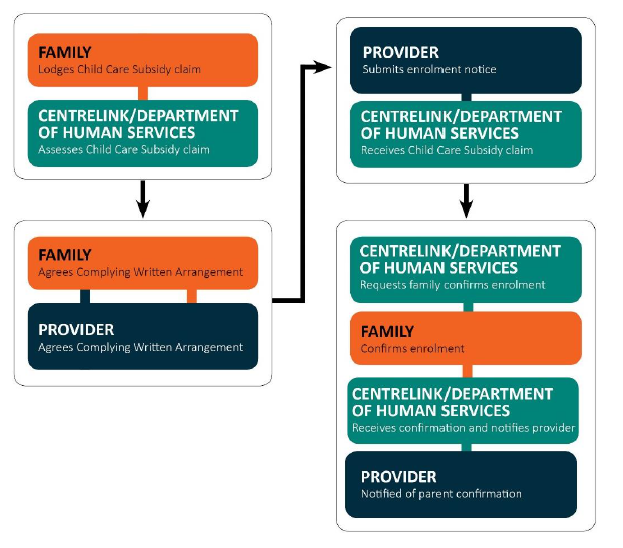 FAMILY
Lodges Child Care Subsidy claim
CENTRELINK/DEPARTMENT
OF HUMAN SERVICES
Assesses Child Care Subsidy claim
FAMILY
Agrees Complying Written Arrangement
PROVIDER
Agrees Complying Written Arrangement
PROVIDER
Submits enrolment notice
CENTRELINK/DEPARTMENT
OF HUMAN SERVICES
Receives Child Care Subsidy claim
CENTRELINK/DEPARTMENT
OF HUMAN SERVICES
Requests family confirms enrolment
FAMILY
Confirms enrolment
CENTRELINK/DEPARTMENT
OF HUMAN SERVICES
Receives confirmation and notifies provider
PROVIDER
Notified of parent confirmation